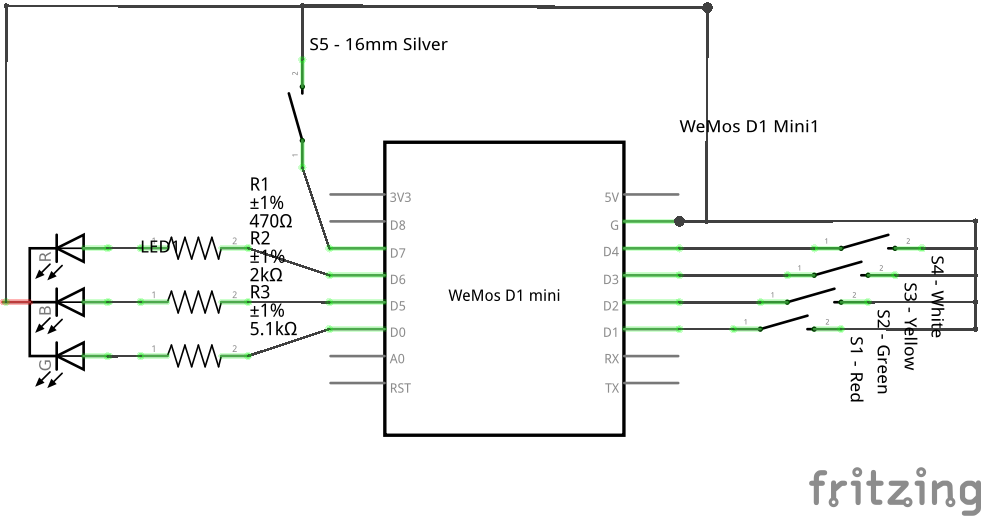 S5 - 16mm Silver
2
1
WeMos D1 Mini1
R1
±1%
470Ω
R2
±1%
2kΩ
R3
±1%
5.1kΩ
LED1
R
B
G
1
2
1
2
1
2
3V3
D8
D7
D6
D5
D0
A0
RST
WeMos D1 mini
5V
G
D4
D3
D2
D1
RX
TX
1
2
1
2
1
2
1
2
S4 - White
S3 - Yellow
S2 - Green
S1 - Red
fritzing